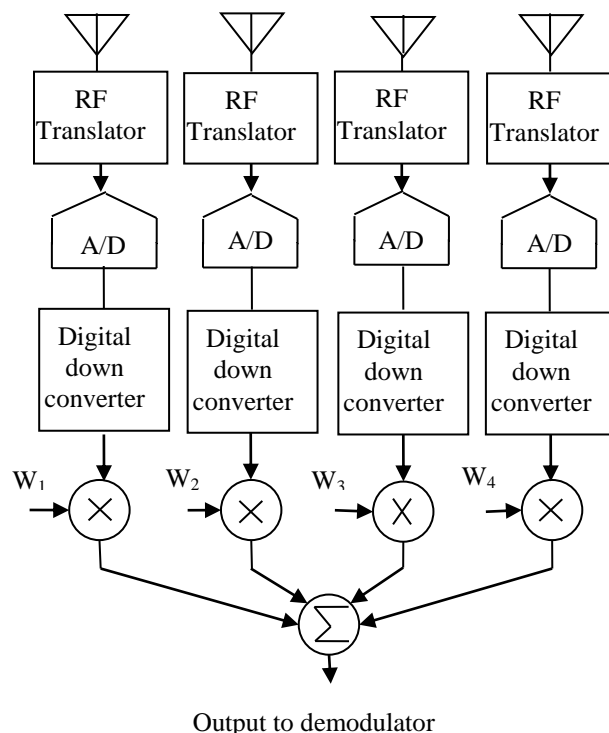 RF
Translator
RF
Translator
RF
Translator
RF
Translator
A/D
A/D
A/D
A/D
Digital
down
converter
Digital
down
converter
Digital
down
converter
Digital
down
converter
W₁
W₂
W₃
W₄
Output to demodulator